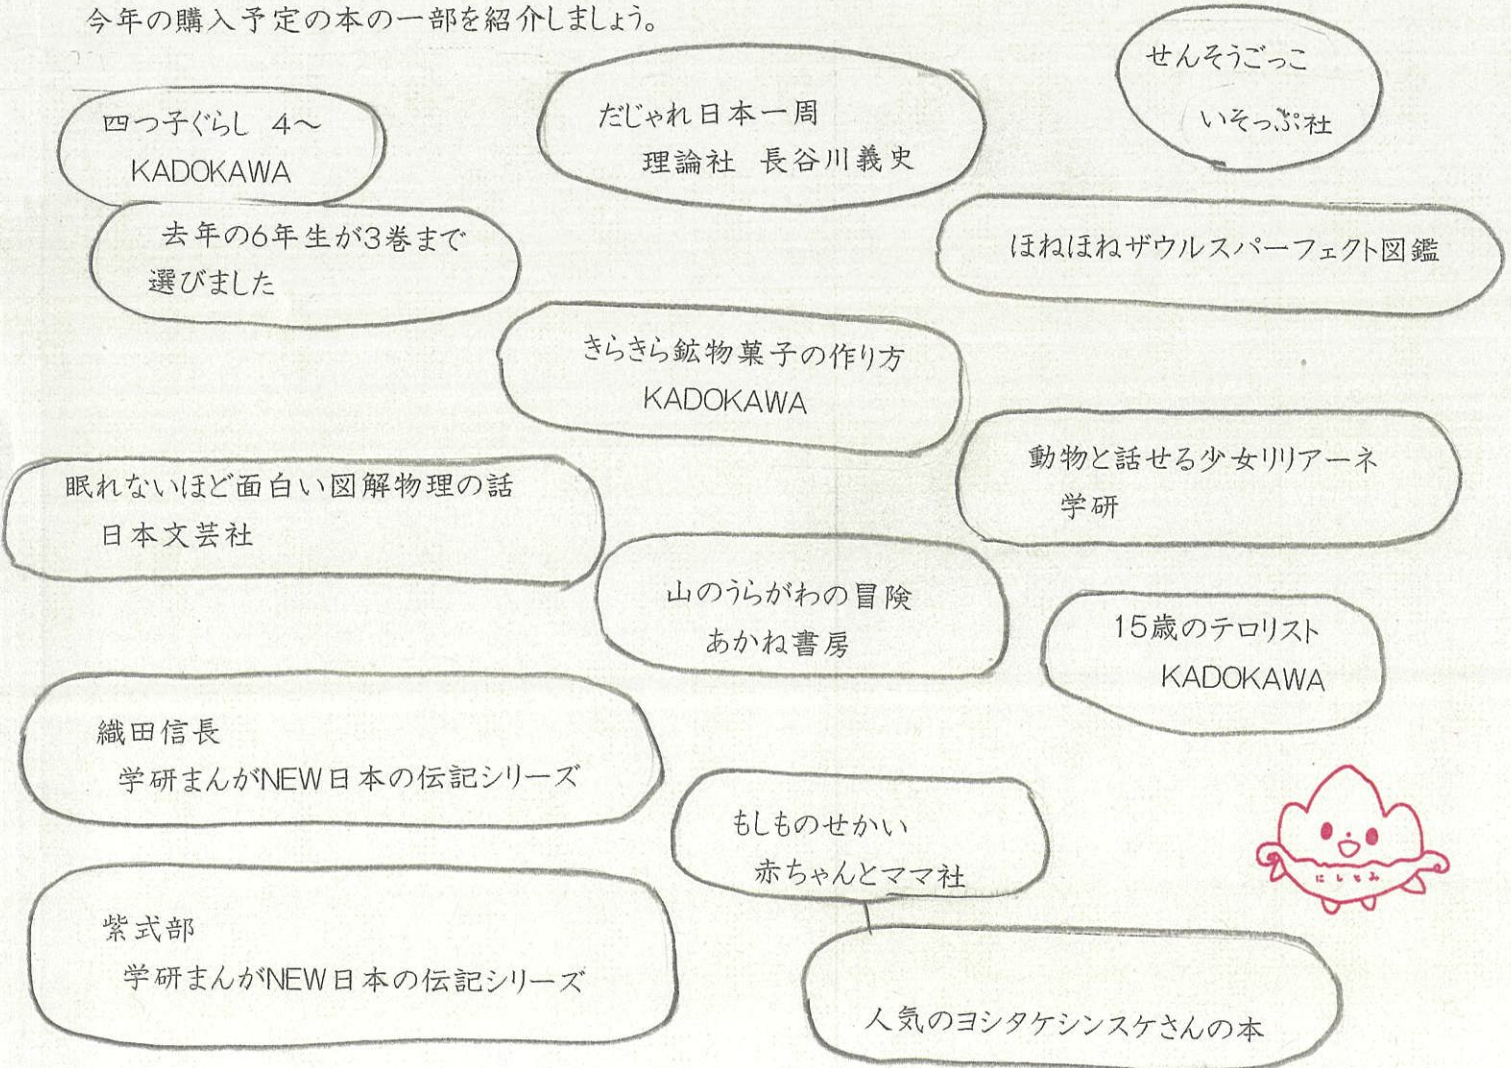 今年の購入予定の本の一部を紹介しましょう。
四つ子ぐらし 4～
KADOKAWA
去年の6年生が3巻まで
選びました
だじゃれ日本一周
理論社 長谷川義史
せんそうごっこ
いそっぷ社
ほねほねザウルスパーフェクト図鑑
きらきら鉱物菓子の作り方
KADOKAWA
動物と話せる少女リリアーネ
学研
眠れないほど面白い図解物理の話
日本文芸社
山のうらがわの冒険
あかね書房
15歳のテロリスト
KADOKAWA
織田信長
学研まんがNEW日本の伝記シリーズ
もしものせかい
赤ちゃんとママ社
にしとみ
紫式部
学研まんがNEW日本の伝記シリーズ
人気のヨシタケシンスケさんの本